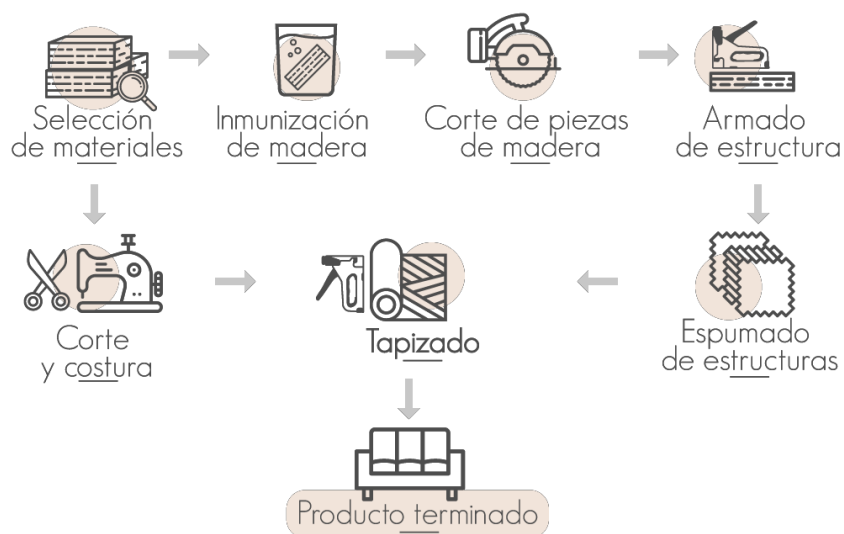 Selección
de materiales
Inmunización
de madera
Corte de piezas
de madera
Armado
de estructura
Corte
y costura
Tapizado
Espumado
de estructuras
Producto terminado